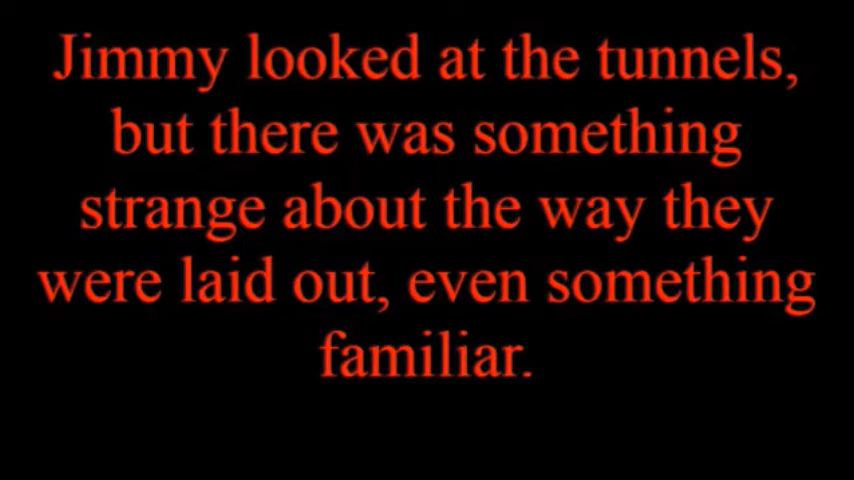 Jimmy looked at the tunnels,
but there was something
strange about the way they
were laid out, even something
familiar.